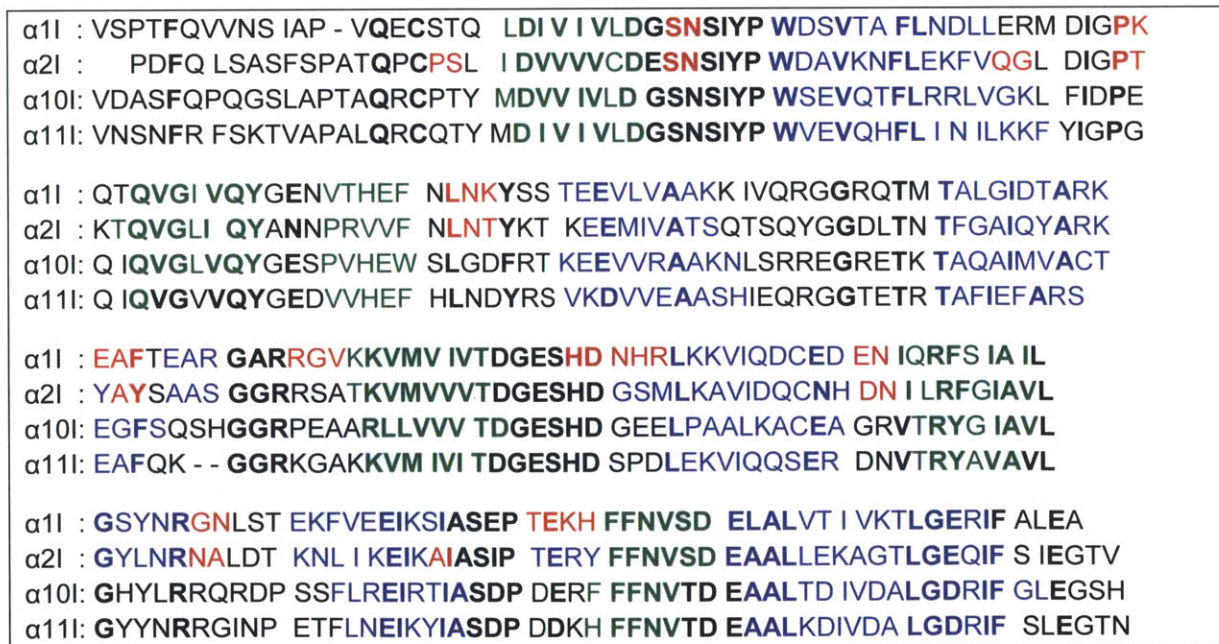 α1I : VSPTFQVVNS IAP - VQECSTQ LDIV I VLDGSNSIYP WDSVTA FLNDLLERM DIGPK
α2I : PDFQ LSASFSPATQPCPSL I DVVVVCDESNSIYP WDAVKNFLEKFVQGL DIGPT
α10I: VDASFQPQGSLAPTAQRCPTY MDVV IVLD GSNSIYP WSEVQTFLRRLVGKL FIDPE
α11I: VNSNFR FSKTVAPALQRCQTY MDIV IVLDGSNSIYP WVEVQHFL I N ILKKF YIGPG
α1I : QTQVGI VQYGENVTHEF NLNKYSS TEEVLVAAKK IVQRGGRQTM TALGIDTARK
α2I : KTQVGLI QYANNPRVVF NLNTYKT KEEMIVATSQTSQYGGDLTN TFGAIQYARK
α10I: Q IQVGLVQYGESPVHEW SLGDFRT KEEVVRAAKNLSRREGRETK TAQAIMVACT
α11I: Q IQVGVVQYGEDVVHEF HLNDYRS VKDVVEAASHIEQRGGTETR TAFIEFARS
α1I : EAFTEAR GARRGVKKVMV IVTDGESHD NHRLKKVIQDCED EN IQRFS IA IL
α2I : YAYSAAS GGRRSATKVMVVVTDGESHD GSMLKAVIDQCNH DN I LRFGIAVL
α10I: EGFSQSHGGRPEAARLLVVV TDGESHD GEELPAALKACEA GRVTRYG IAVL
α11I: EAFQK - - GGRKGAKKVM IVI TDGESHD SPDLEKVIQQSER DNVTRYAVAVL
α1I : GSYNRGNLST EKFVEEIKSIASEP TEKH FFNVSD ELALVT I VKTLGERIF ALEA
α2I : GYLNRNALDT KNL I KEIKAIASIP TERY FFNVSD EAALLEKAGTLGEQIF S IEGTV
α10I: GHYLRRQRDP SSFLREIRTIASDP DERF FFNVTD EAALTD IVDALGDRIF GLEGSH
α11I: GYYNRRGINP ETFLNEIKYIASDP DDKH FFNVTD EAALKDIVDA LGDRIF SLEGTN